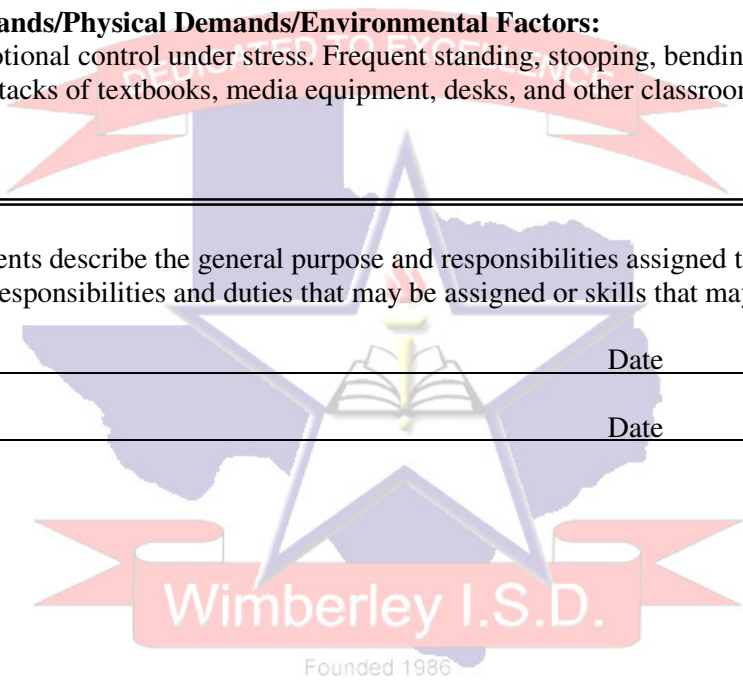 ands/Physical Demands/Environmental Factors:
otional control under stress. Frequent standing, stooping, bendin
DEDICATED TO EXCELLENCE
tacks of textbooks, media equipment, desks, and other classroon
ents describe the general purpose and responsibilities assigned t
esponsibilities and duties that may be assigned or skills that may
Date
Date
Wimberley I.S.D.
Founded 1986